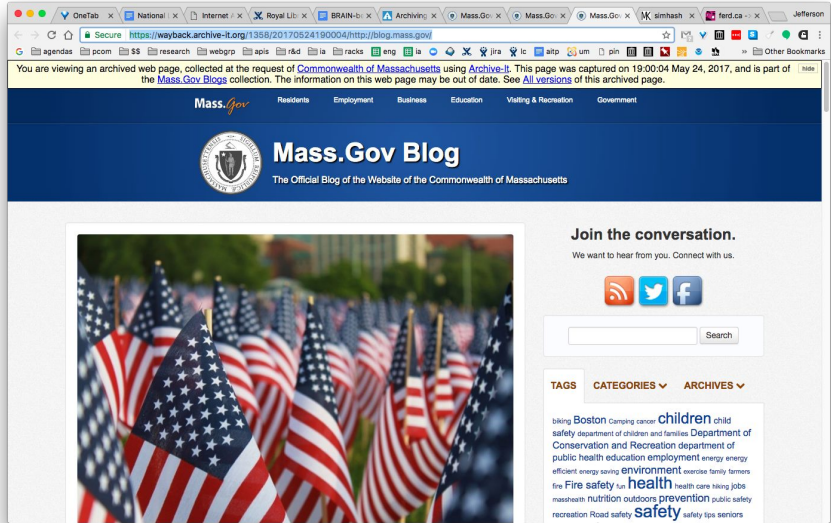 OneTab
National
Internet
Royal Lib
BRAIN-b
Archiving
Mass.Go
Mass.Gov
Mass.Go
simhash
ferd.ca
Jefferson
Secure https://wayback.archive-it.org/1358/20170524190004/http://blog.mass.gov/
agendas pcom $$ research webgrp apis r&d ia racks eng ia jira lc aitp um pin » Other Bookmarks
You are viewing an archived web page, collected at the request of Commonwealth of Massachusetts using Archive-It. This page was captured on 19:00:04 May 24, 2017, and is part of hide
the Mass.Gov Blogs collection. The information on this web page may be out of date. See All versions of this archived page.
Mass.Gov Residents Employment Business Education Visiting & Recreation Government
Mass.Gov Blog
The Official Blog of the Website of the Commonwealth of Massachusetts
Join the conversation.
We want to hear from you. Connect with us.
Search
TAGS CATEGORIES ARCHIVES
biking Boston Camping cancer children child
safety department of children and families Department of
Conservation and Recreation department of
public health education employment energy energy
efficient energy saving environment exercise family farmers
fire Fire safety fun health health care hiking jobs
masshealth nutrition outdoors prevention public safety
recreation Road safety safety safety tips seniors